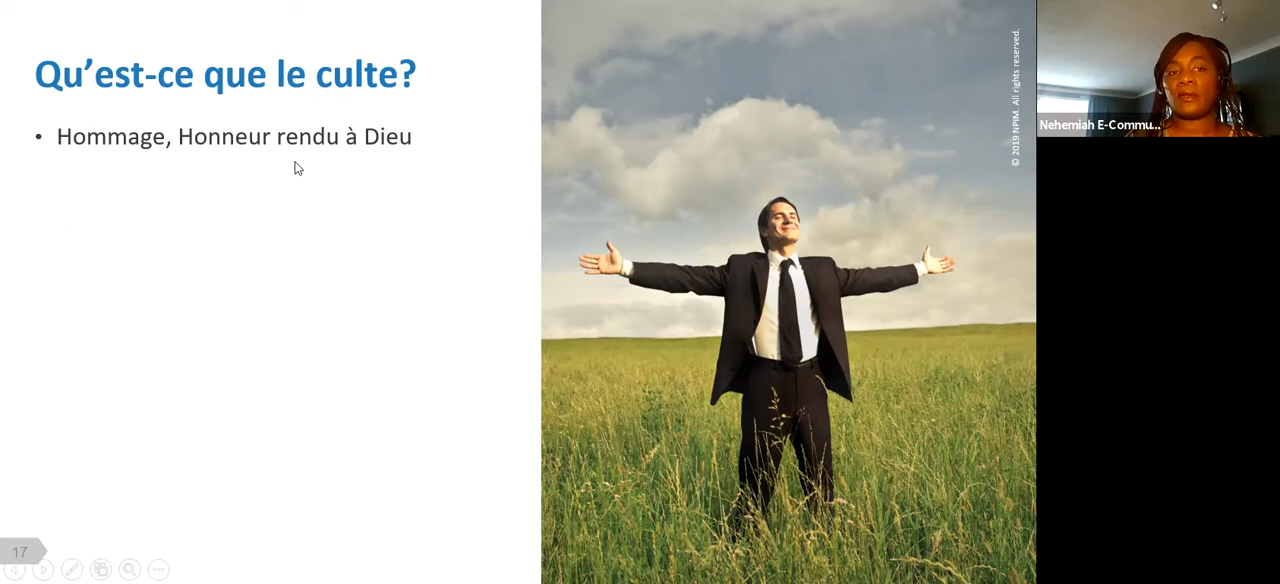 Qu’est-ce que le culte?
• Hommage, Honneur rendu à Dieu
17
© 2019 NPIM. All rights reserved.
Nehemiah E-Commu...